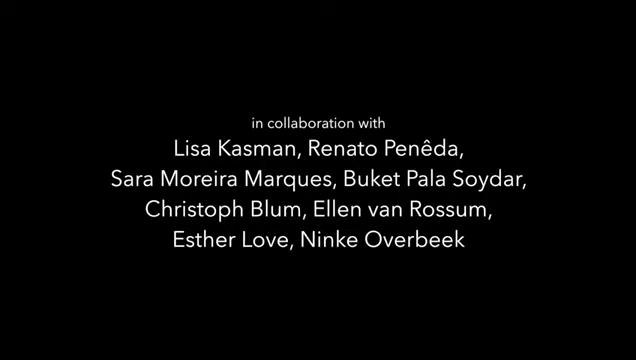 in collaboration with
Lisa Kasman, Renato Penêda,
Sara Moreira Marques, Buket Pala Soydar,
Christoph Blum, Ellen van Rossum,
Esther Love, Ninke Overbeek